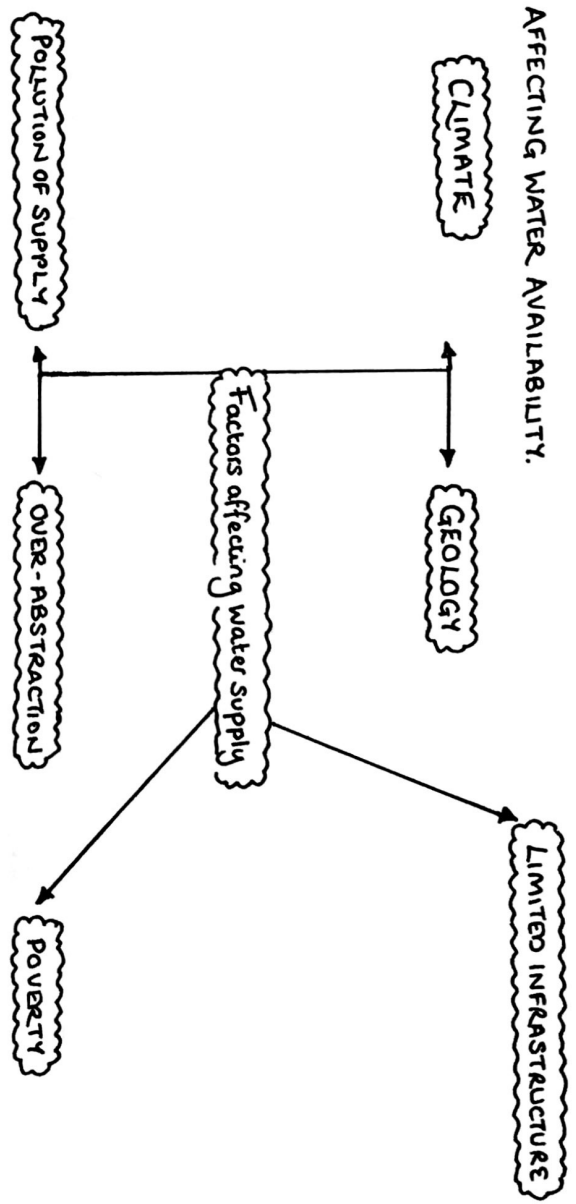 AFFECTING WATER AVAILABILITY.
CLIMATE
GEOLOGY
LIMITED INFRASTRUCTURE
Factors affecting water supply
POLLUTION OF SUPPLY
OVER-ABSTRACTION
POVERTY